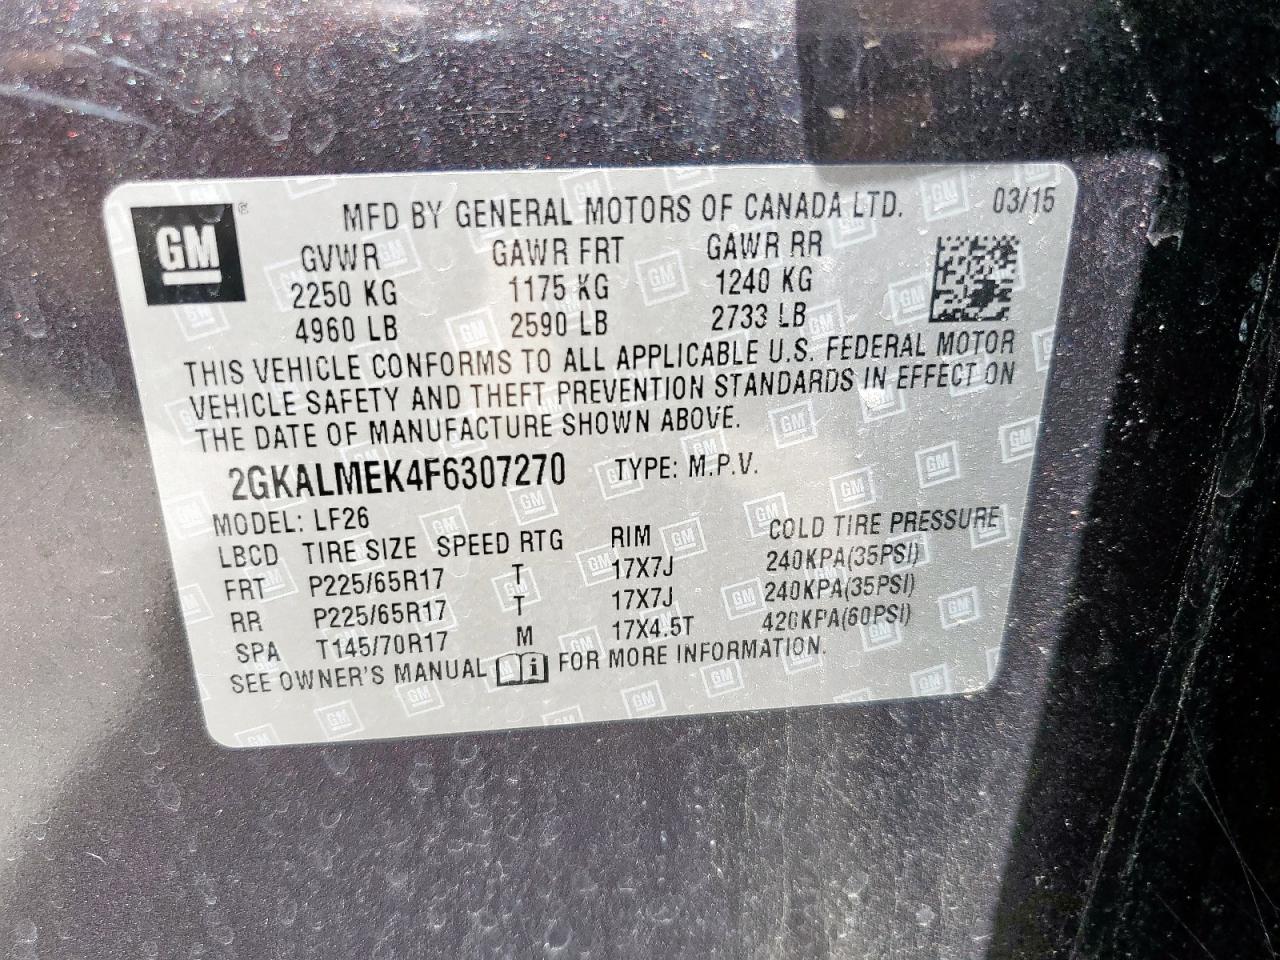 GM
MFD BY GENERAL MOTORS OF CANADA LTD. 03/15
GVWR GAWR FRT GAWR RR
2250 KG 1175 KG 1240 KG
4960 LB 2590 LB 2733 LB
THIS VEHICLE CONFORMS TO ALL APPLICABLE U.S. FEDERAL MOTOR
VEHICLE SAFETY AND THEFT PREVENTION STANDARDS IN EFFECT ON
THE DATE OF MANUFACTURE SHOWN ABOVE.
2GKALMEK4F6307270 TYPE: M.P.V.
MODEL: LF26
LBCD TIRE SIZE SPEED RTG RIM COLD TIRE PRESSURE
FRT P225/65R17 T 17X7J 240KPA(35PSI)
RR P225/65R17 T 17X7J 240KPA(35PSI)
SPA T145/70R17 M 17X4.5T 420KPA(60PSI)
SEE OWNER'S MANUAL i FOR MORE INFORMATION.